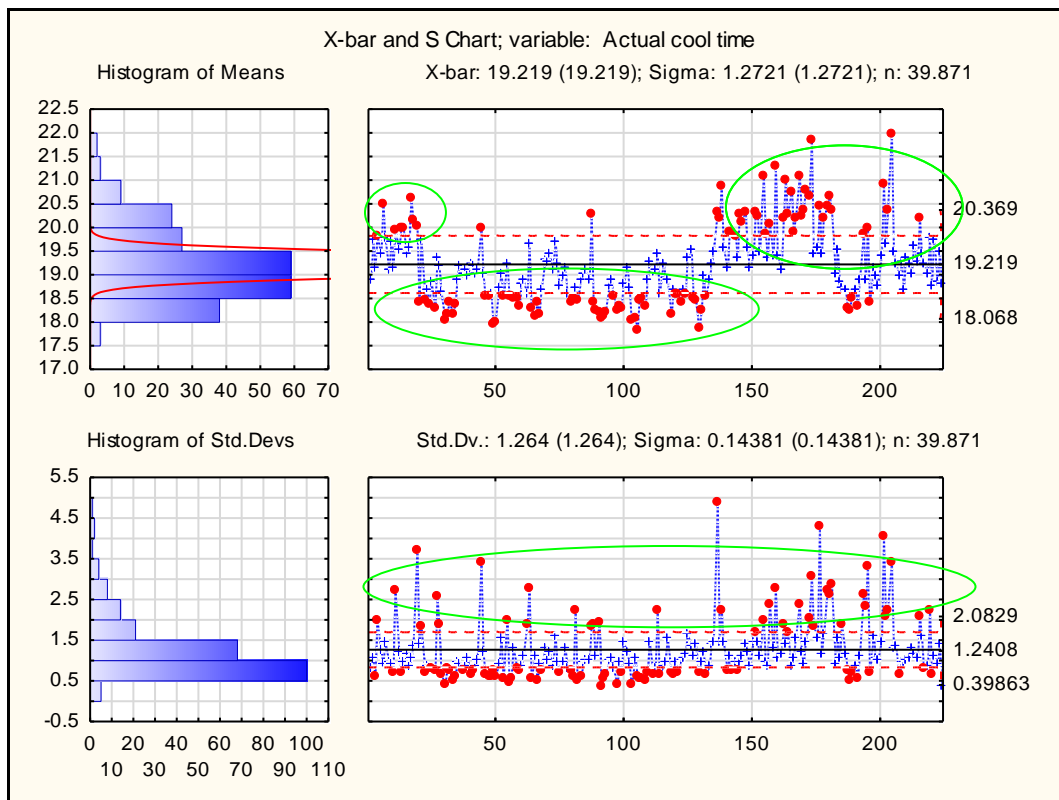 X-bar and S Chart; variable: Actual cool time
Histogram of Means
X-bar: 19.219 (19.219); Sigma: 1.2721 (1.2721); n: 39.871
22.5
22.0
21.5
21.0
20.5
20.0
19.5
19.0
18.5
18.0
17.5
17.0
0 10 20 30 40 50 60 70
20.369
19.219
18.068
50 100 150 200
Histogram of Std.Devs
Std.Dv.: 1.264 (1.264); Sigma: 0.14381 (0.14381); n: 39.871
5.5
4.5
3.5
2.5
1.5
0.5
-0.5
0 20 40 60 80 100
10 30 50 70 90 110
2.0829
1.2408
0.39863
50 100 150 200